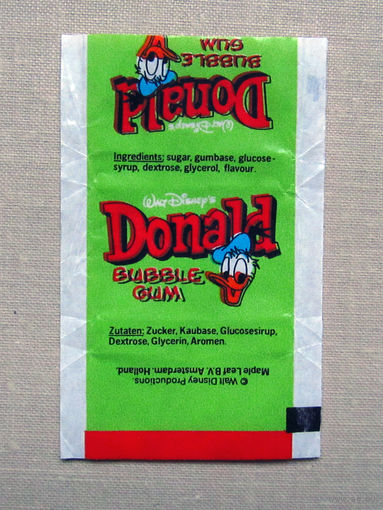 BUBBLE
GUM
Walt Disney's
Donald
Ingredients: sugar, gumbase, glucose-
syrup, dextrose, glycerol, flavour.
Walt Disney's
Donald
BUBBLE
GUM
Zutaten: Zucker, Kaubase, Glucosesirup,
Dextrose, Glycerin, Aromen.
© Walt Disney Productions.
Maple Leaf B.V. Amsterdam. Holland.